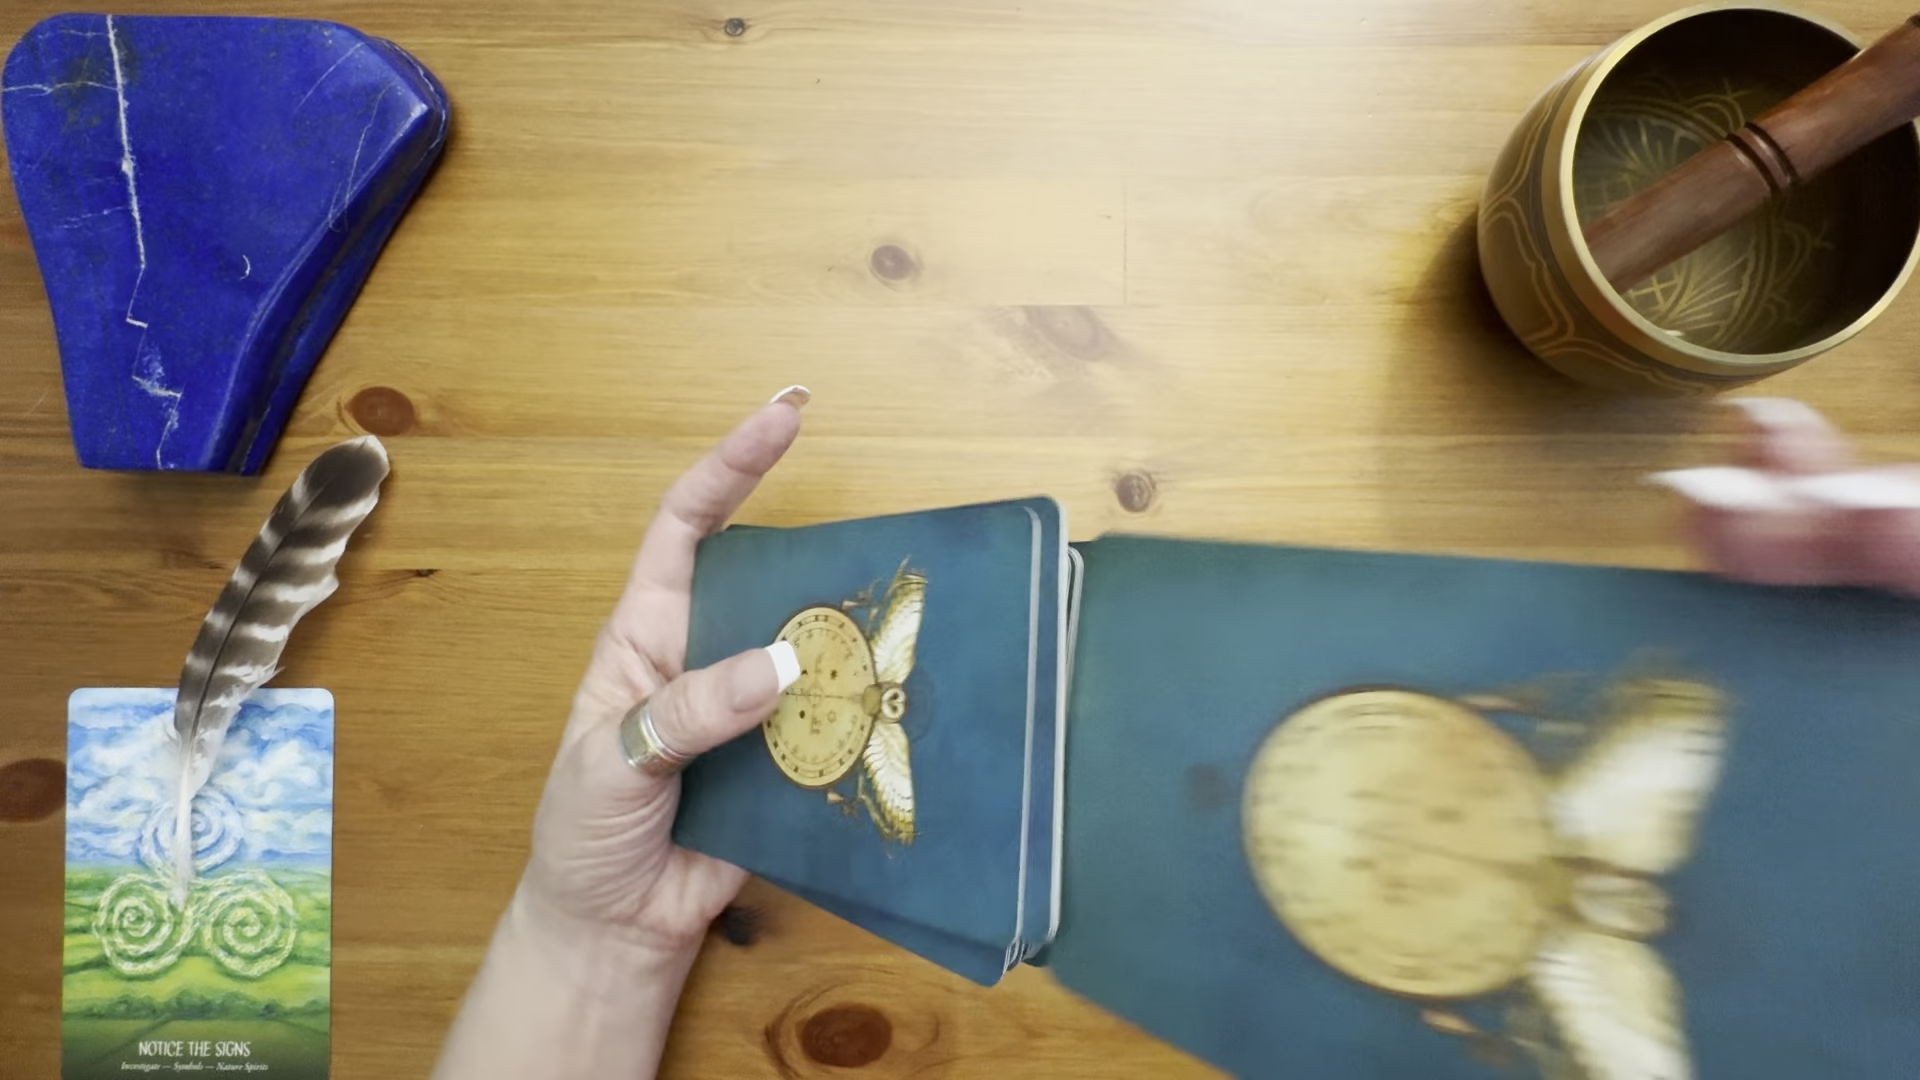 NOTICE THE SIGNS
Investigate — Symbols — Nature Spirits